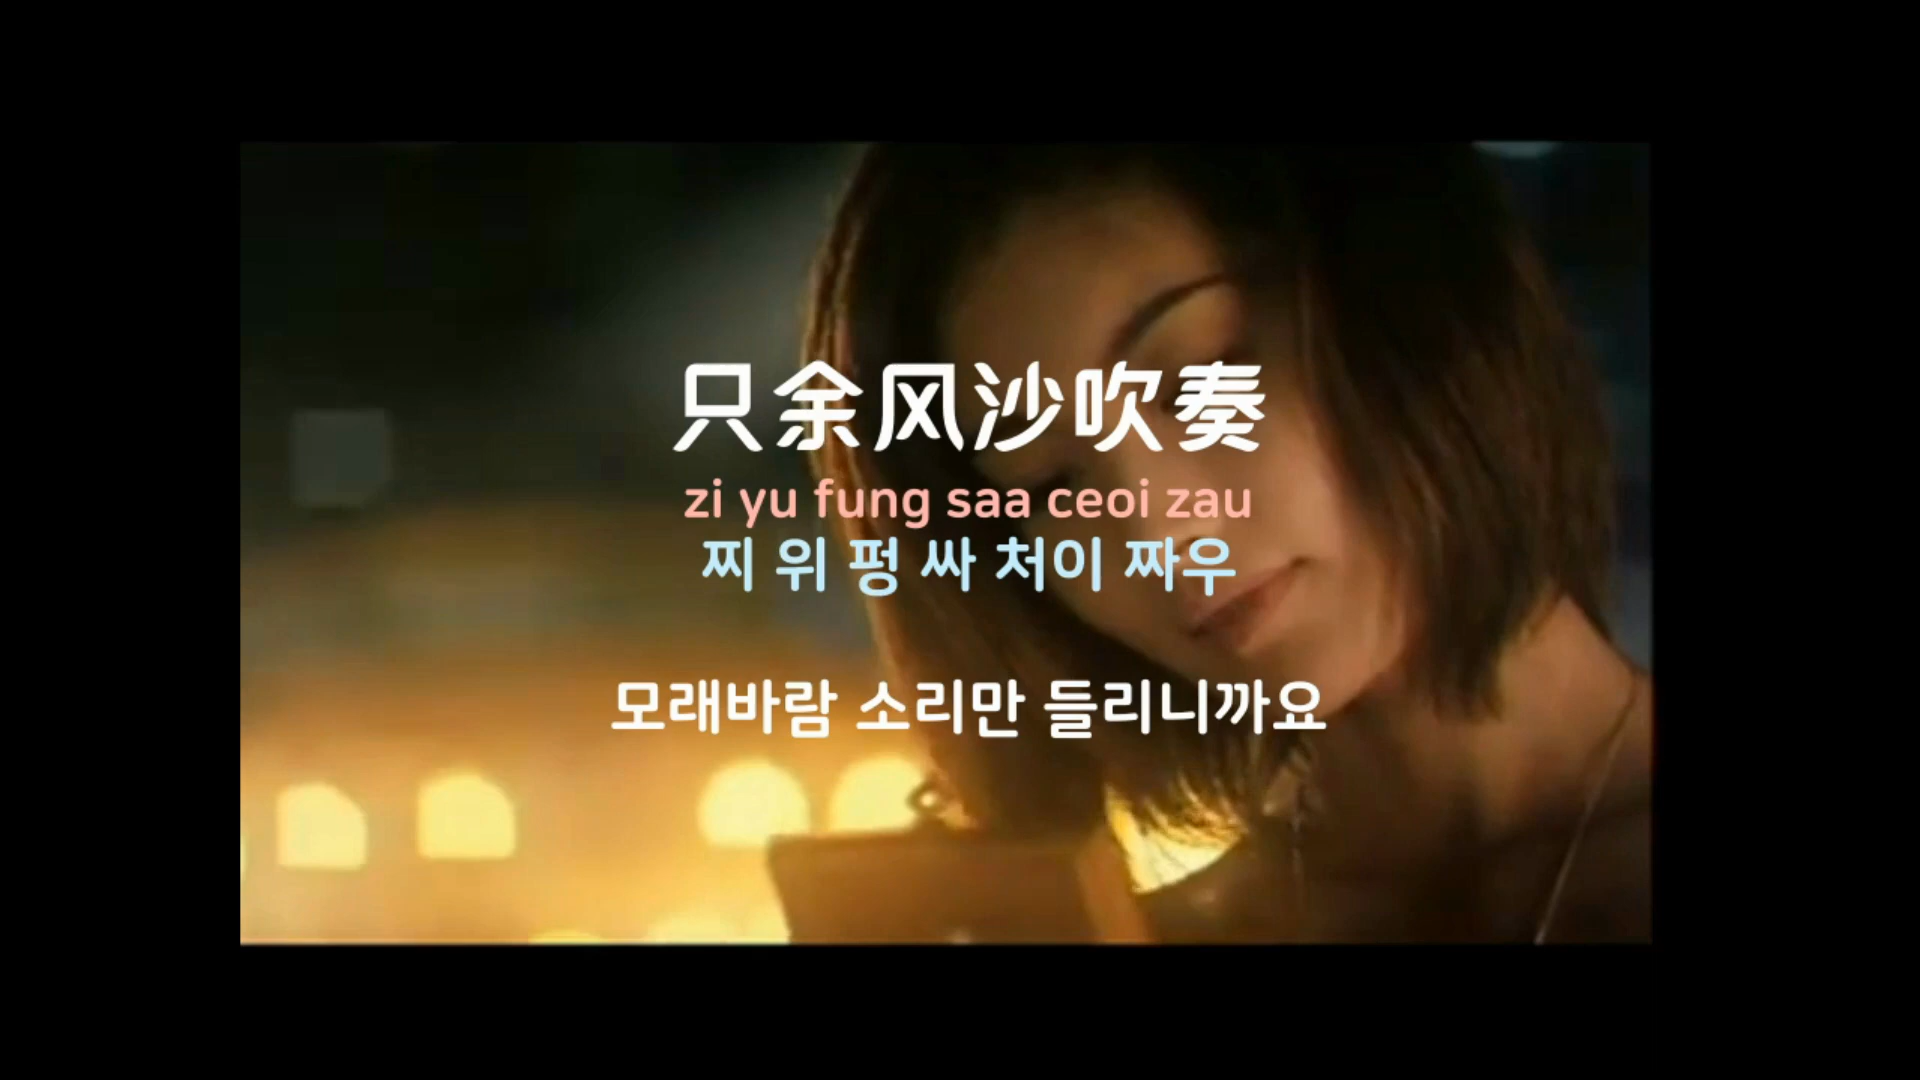 只余风沙吹奏
zi yu fung saa ceoi zau
찌 위 펑 싸 처이 짜우
모래바람 소리만 들리니까요